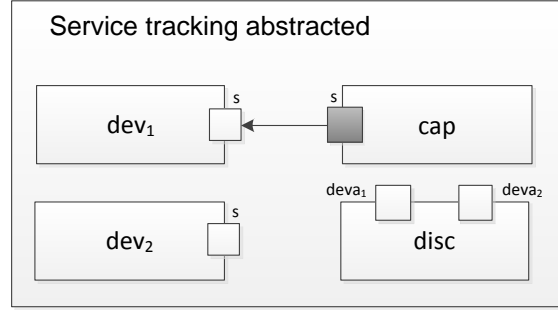 Service tracking abstracted
s
s
dev₁
cap
deva₁
deva₂
s
dev₂
disc